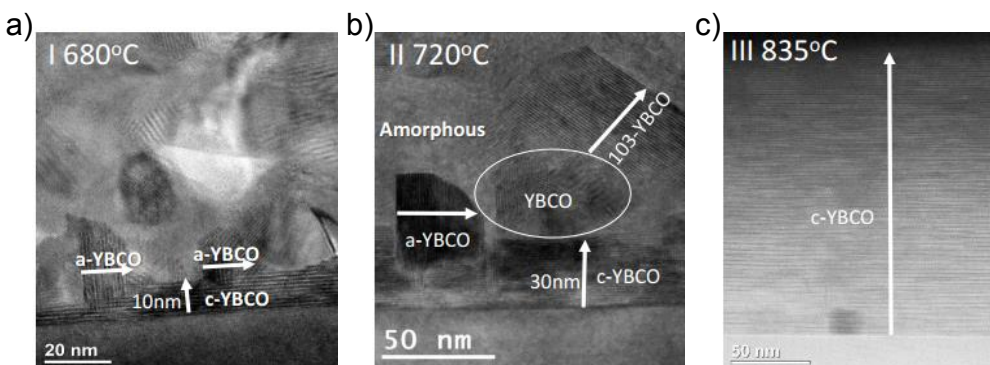 a)
I 680°C
a-YBCO
a-YBCO
10nm
c-YBCO
20 nm
b)
II 720°C
Amorphous
103-YBCO
YBCO
a-YBCO
30nm
c-YBCO
50 nm
c)
III 835°C
c-YBCO
50 nm